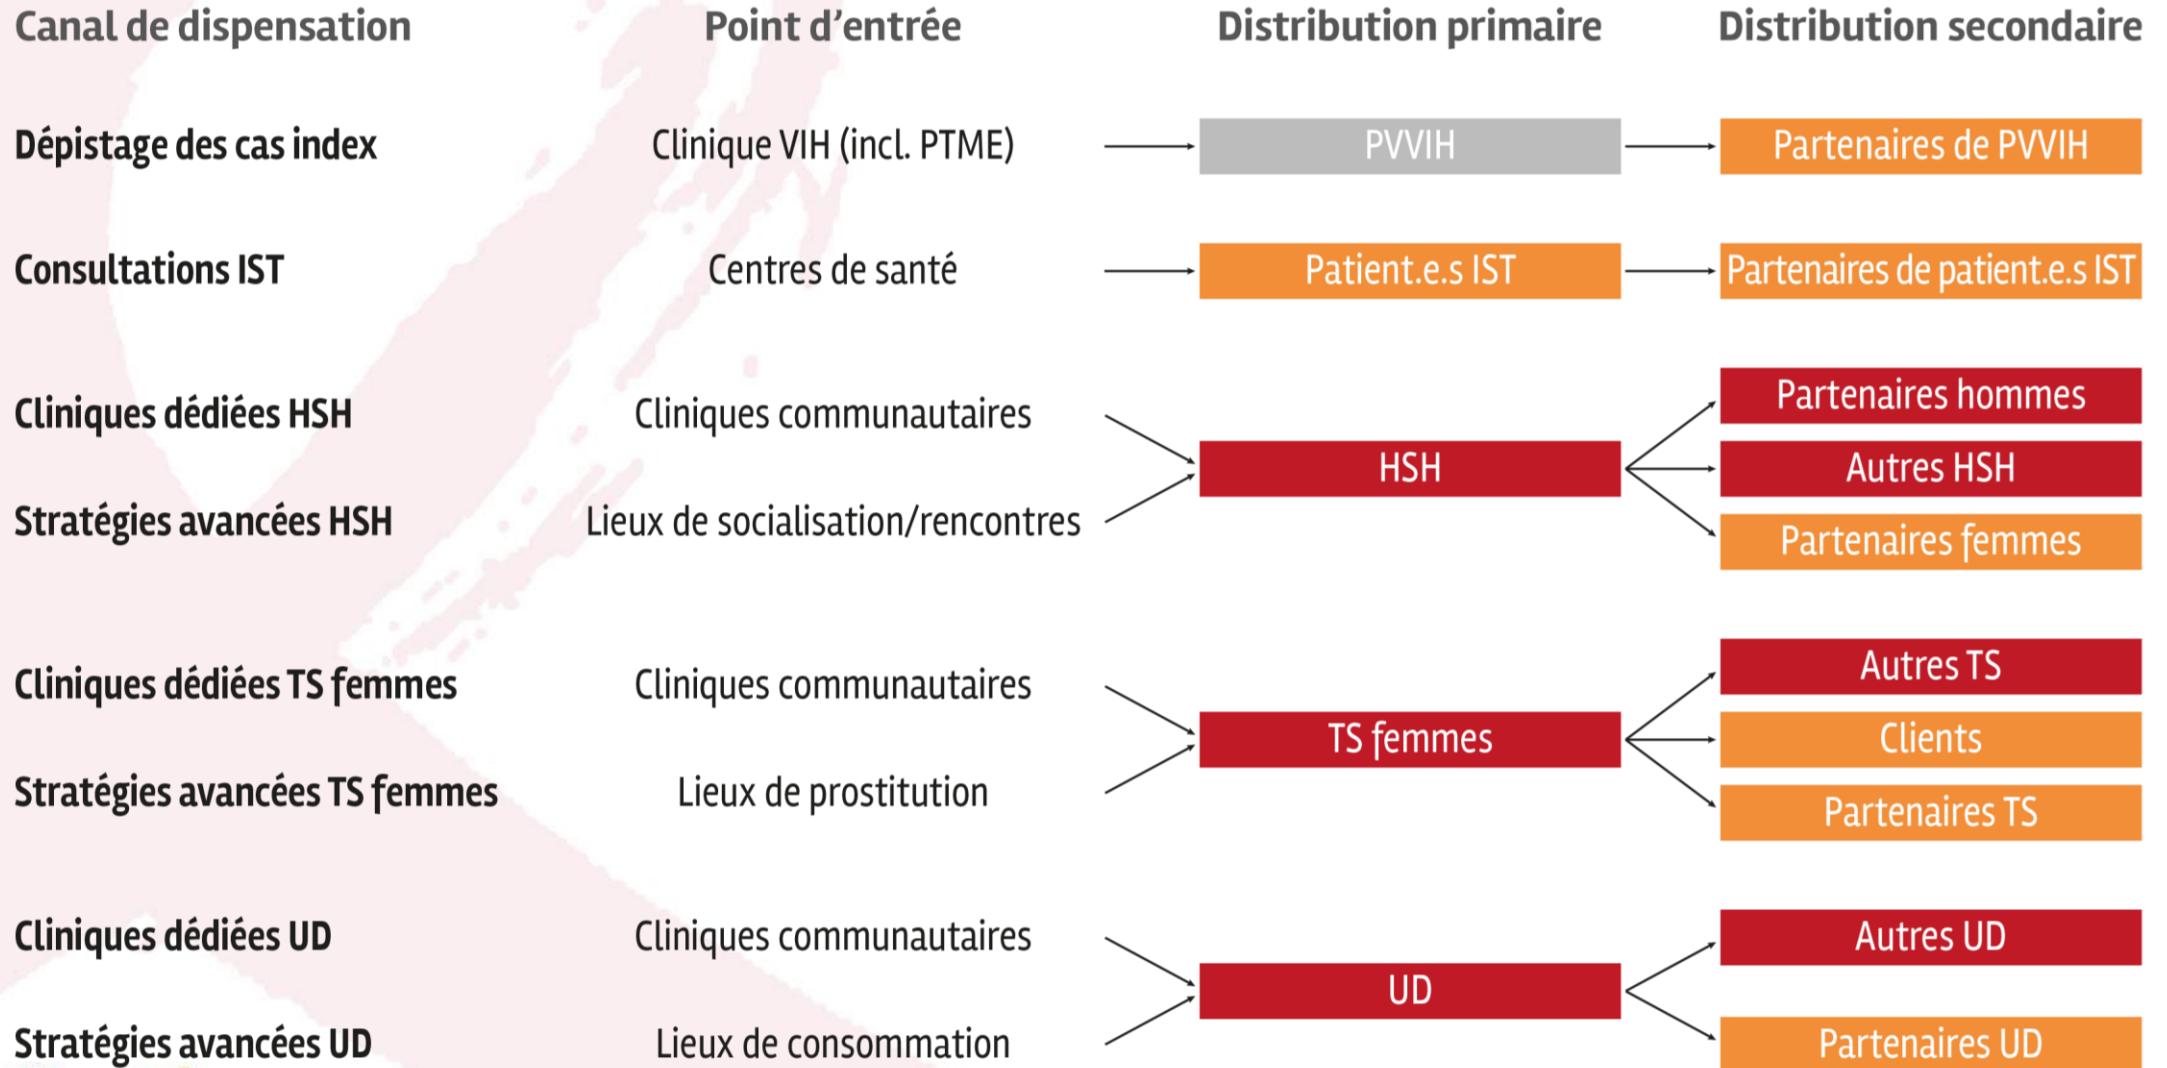 Canal de dispensation
Point d’entrée
Distribution primaire
Distribution secondaire
Dépistage des cas index
Clinique VIH (incl. PTME)
PVVIH
Partenaires de PVVIH
Consultations IST
Centres de santé
Patient.e.s IST
Partenaires de patient.e.s IST
Cliniques dédiées HSH
Cliniques communautaires
Stratégies avancées HSH
Lieux de socialisation/rencontres
HSH
Partenaires hommes
Autres HSH
Partenaires femmes
Cliniques dédiées TS femmes
Cliniques communautaires
Stratégies avancées TS femmes
Lieux de prostitution
TS femmes
Autres TS
Clients
Partenaires TS
Cliniques dédiées UD
Cliniques communautaires
Stratégies avancées UD
Lieux de consommation
UD
Autres UD
Partenaires UD